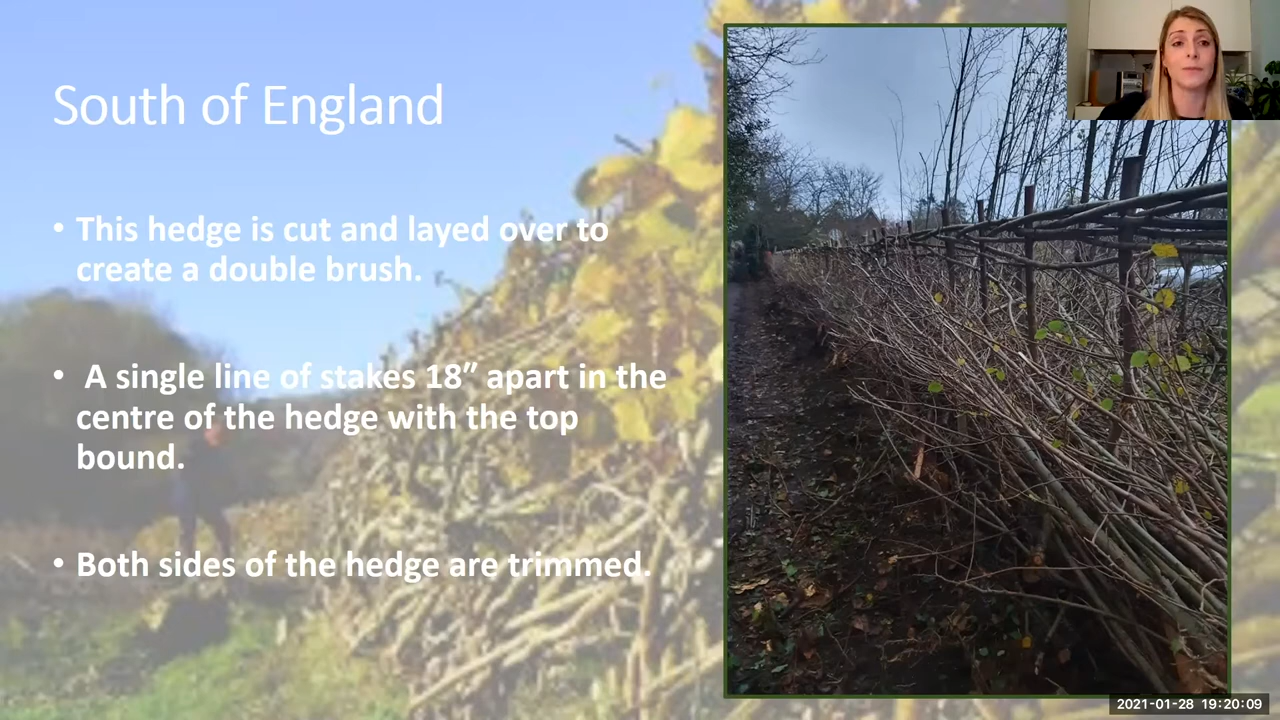 South of England
• This hedge is cut and layed over to
create a double brush.
• A single line of stakes 18″ apart in the
centre of the hedge with the top
bound.
• Both sides of the hedge are trimmed.
2021-01-28 19:20:09